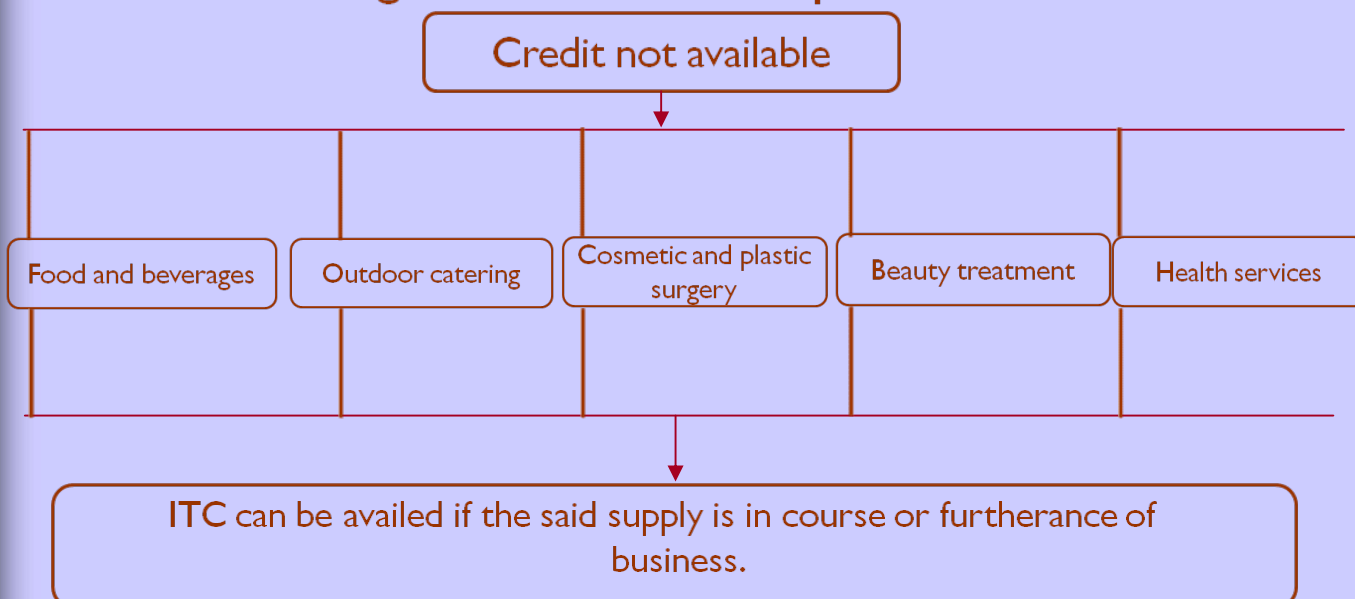 Credit not available
Food and beverages
Outdoor catering
Cosmetic and plastic
surgery
Beauty treatment
Health services
ITC can be availed if the said supply is in course or furtherance of
business.